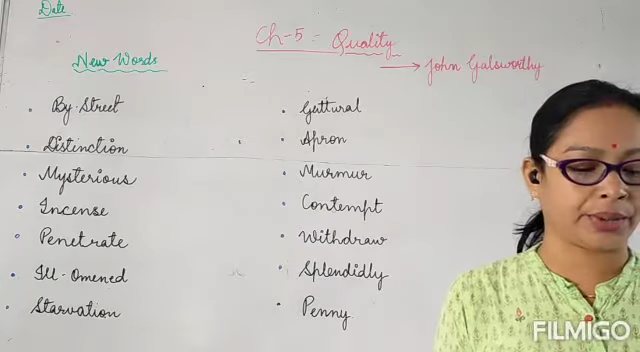 Date
Ch-5 = Quality
→ John Galsworthy
New Words
• By-Street
• Distinction
• Mysterious
• Incense
• Penetrate
• Ill-Omened
• Starvation
• Guttural
• Apron
• Murmur
• Contempt
• Withdraw
• Splendidly
• Penny
FILMIGO